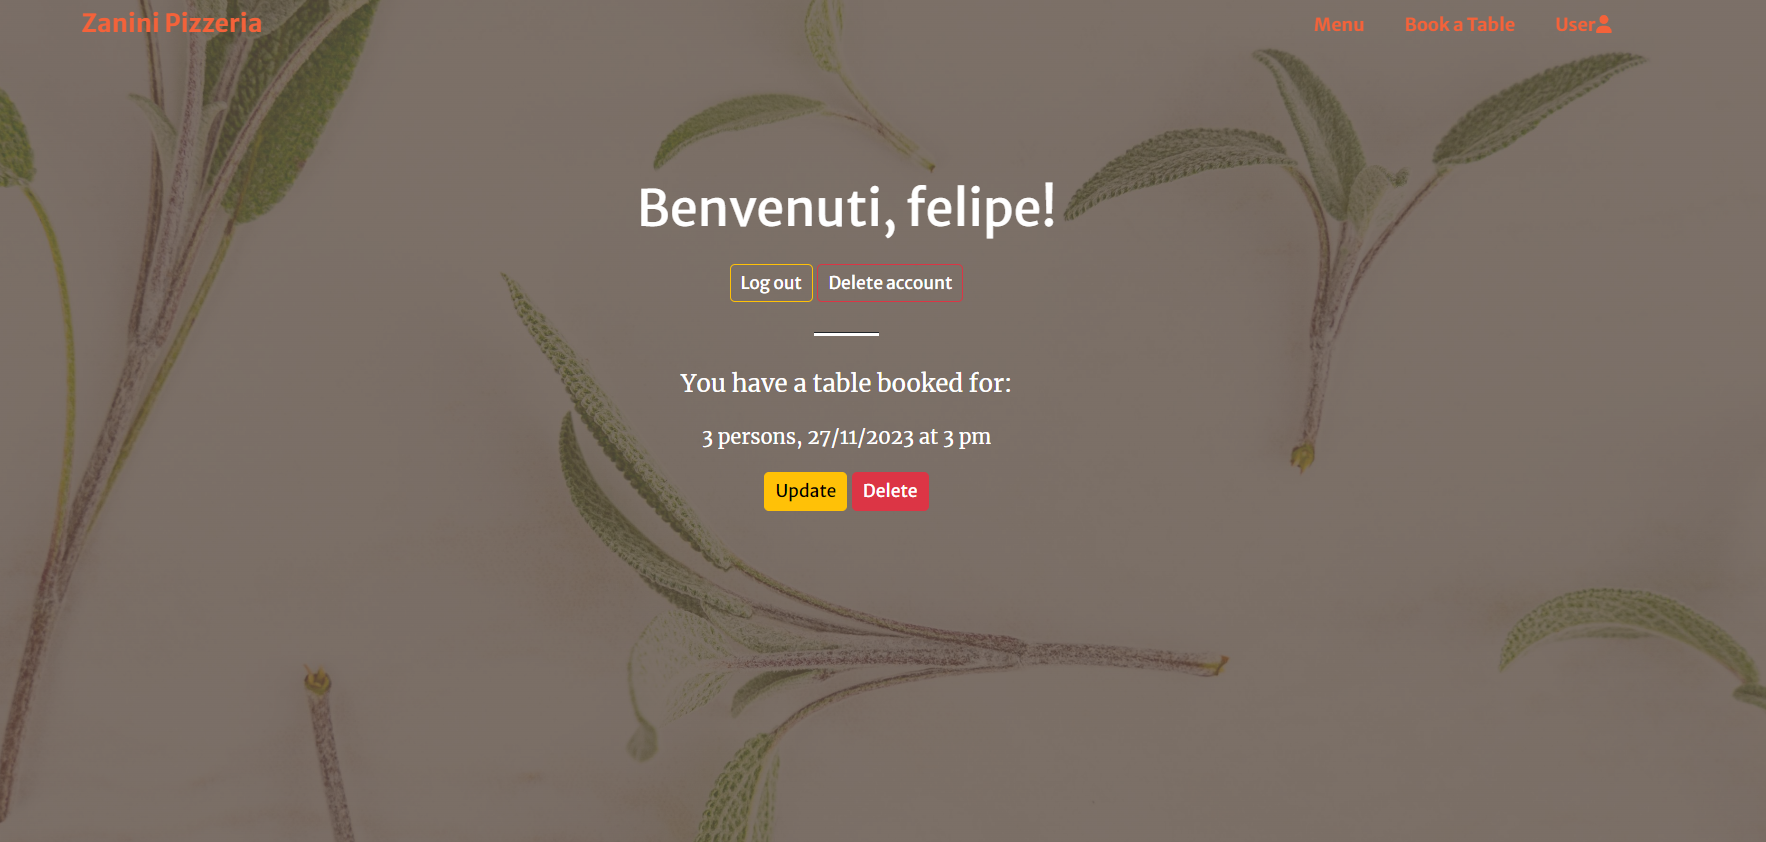 Zanini Pizzeria
Menu Book a Table User
Benvenuti, felipe!
Log out Delete account
You have a table booked for:
3 persons, 27/11/2023 at 3 pm
Update Delete